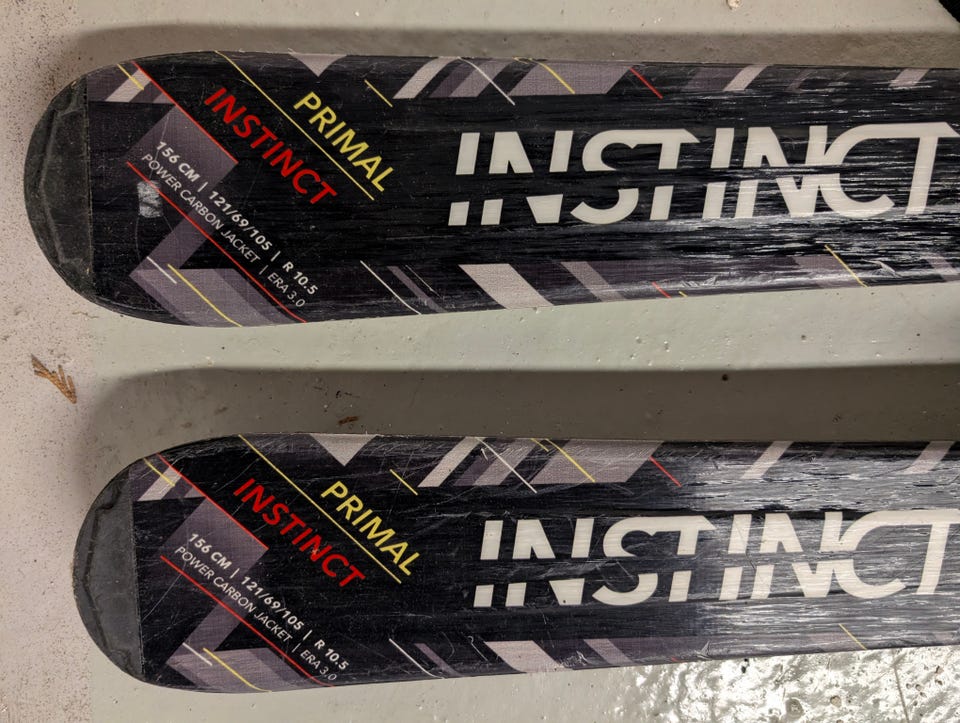 PRIMAL
INSTINCT
156 CM | 121/69/105 | R 10.5
POWER CARBON JACKET | ERA 3.0
INSTINCT
PRIMAL
INSTINCT
156 CM | 121/69/105 | R 10.5
POWER CARBON JACKET | ERA 3.0
INSTINCT